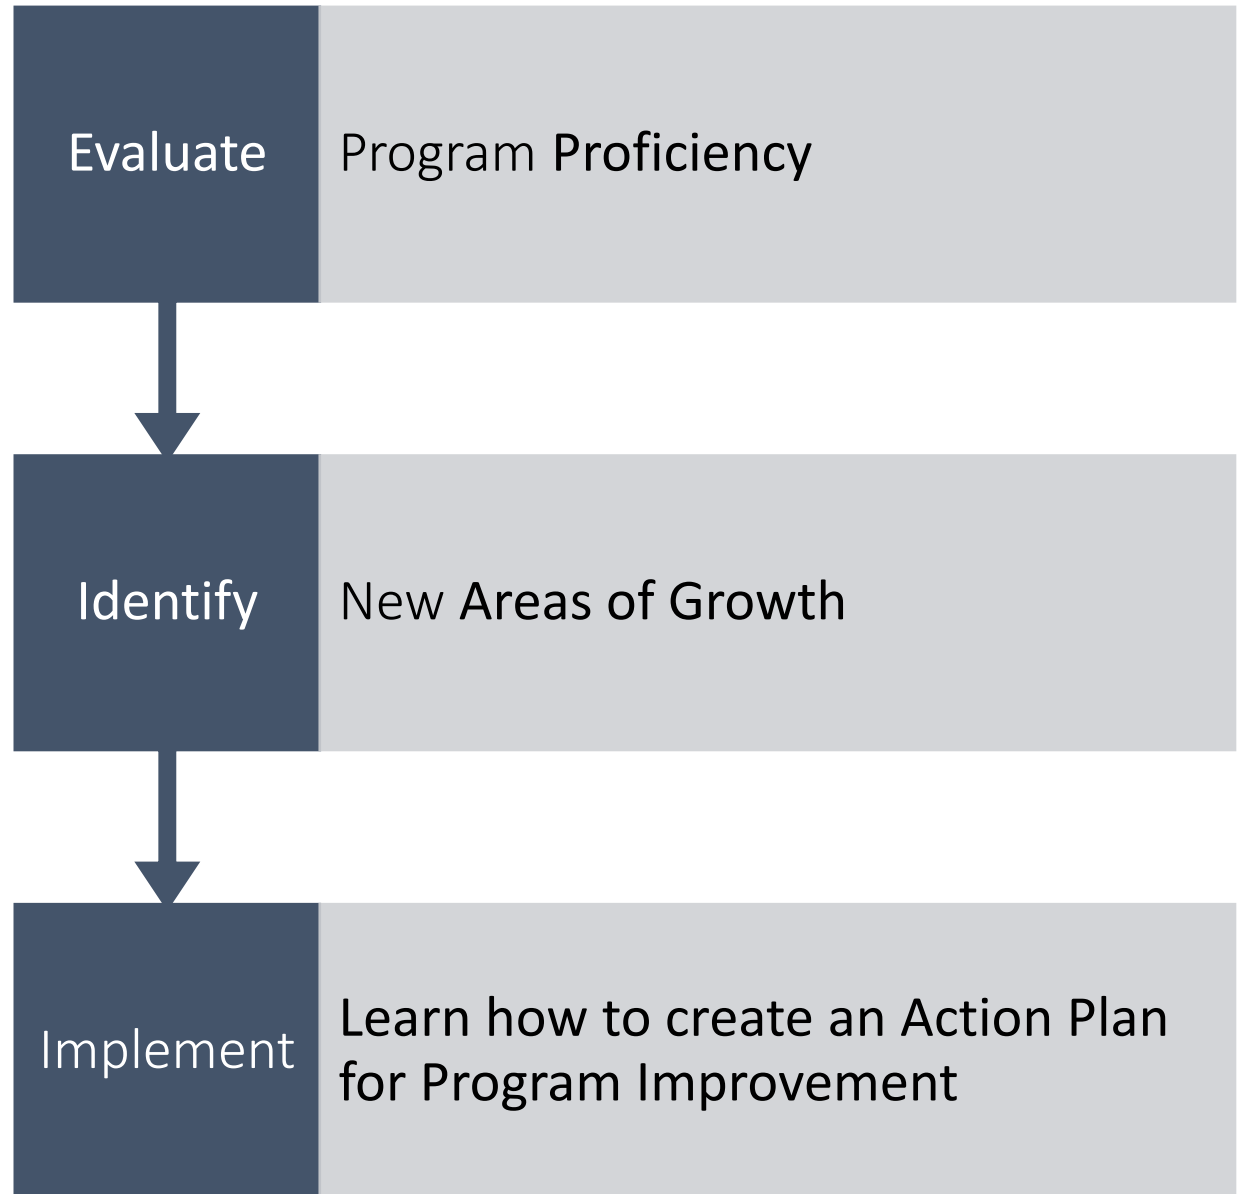 Evaluate
Program Proficiency
Identify
New Areas of Growth
Implement
Learn how to create an Action Plan
for Program Improvement